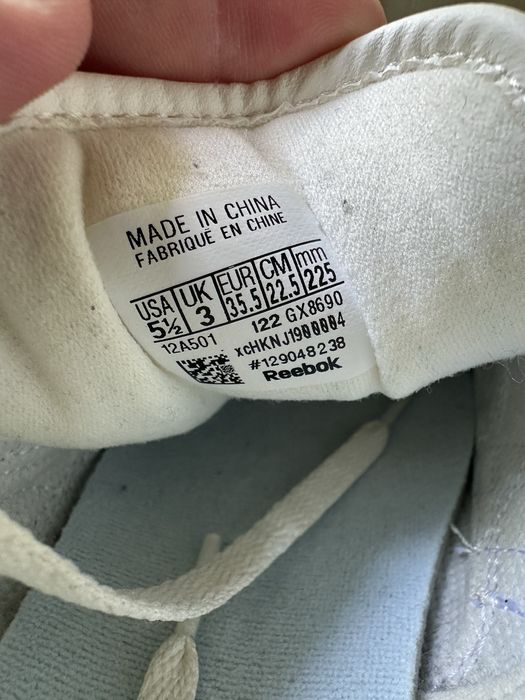 MADE IN CHINA
FABRIQUÉ EN CHINE
USA UK EUR CM mm
5½ 3 35.5 22.5 225
12A501 122 GX8690
xcHKNJ1900004
#129048238
Reebok